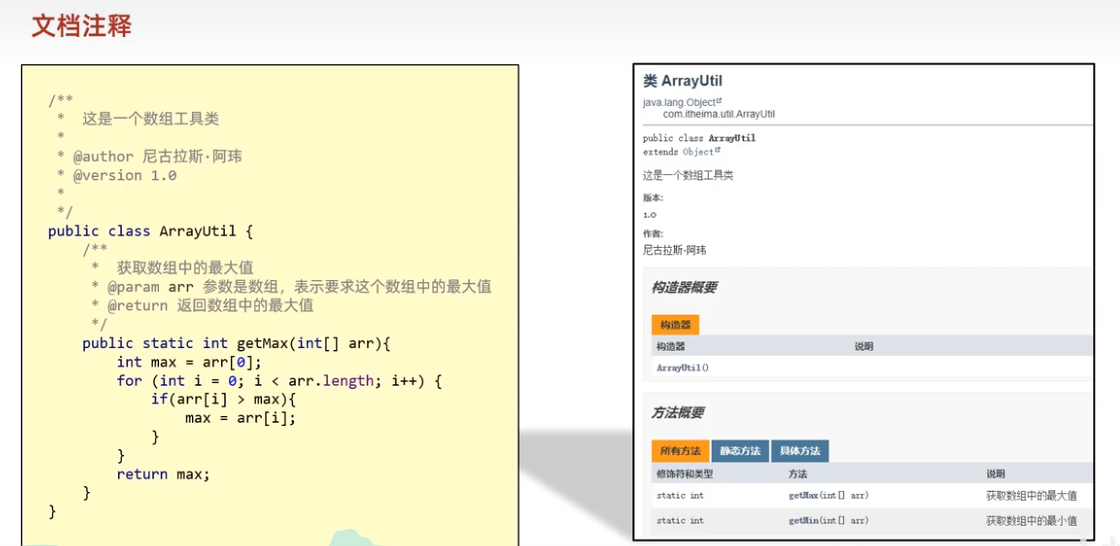 文档注释
/**
 *  这是一个数组工具类
 *
 * @author 尼古拉斯·阿玮
 * @version 1.0
 *
 */
public class ArrayUtil {
    /**
     *  获取数组中的最大值
     * @param arr 参数是数组，表示要求这个数组中的最大值
     * @return 返回数组中的最大值
     */
    public static int getMax(int[] arr){
        int max = arr[0];
        for (int i = 0; i < arr.length; i++) {
            if(arr[i] > max){
                max = arr[i];
            }
        }
        return max;
    }
}
类 ArrayUtil
java.lang.Object
com.itheima.util.ArrayUtil
public class ArrayUtil
extends Object
这是一个数组工具类
版本:
1.0
作者:
尼古拉斯·阿玮
构造器概要
构造器
构造器 说明
ArrayUtil()
方法概要
所有方法 静态方法 具体方法
修饰符和类型 方法 说明
static int getMax(int[] arr) 获取数组中的最大值
static int getMin(int[] arr) 获取数组中的最小值